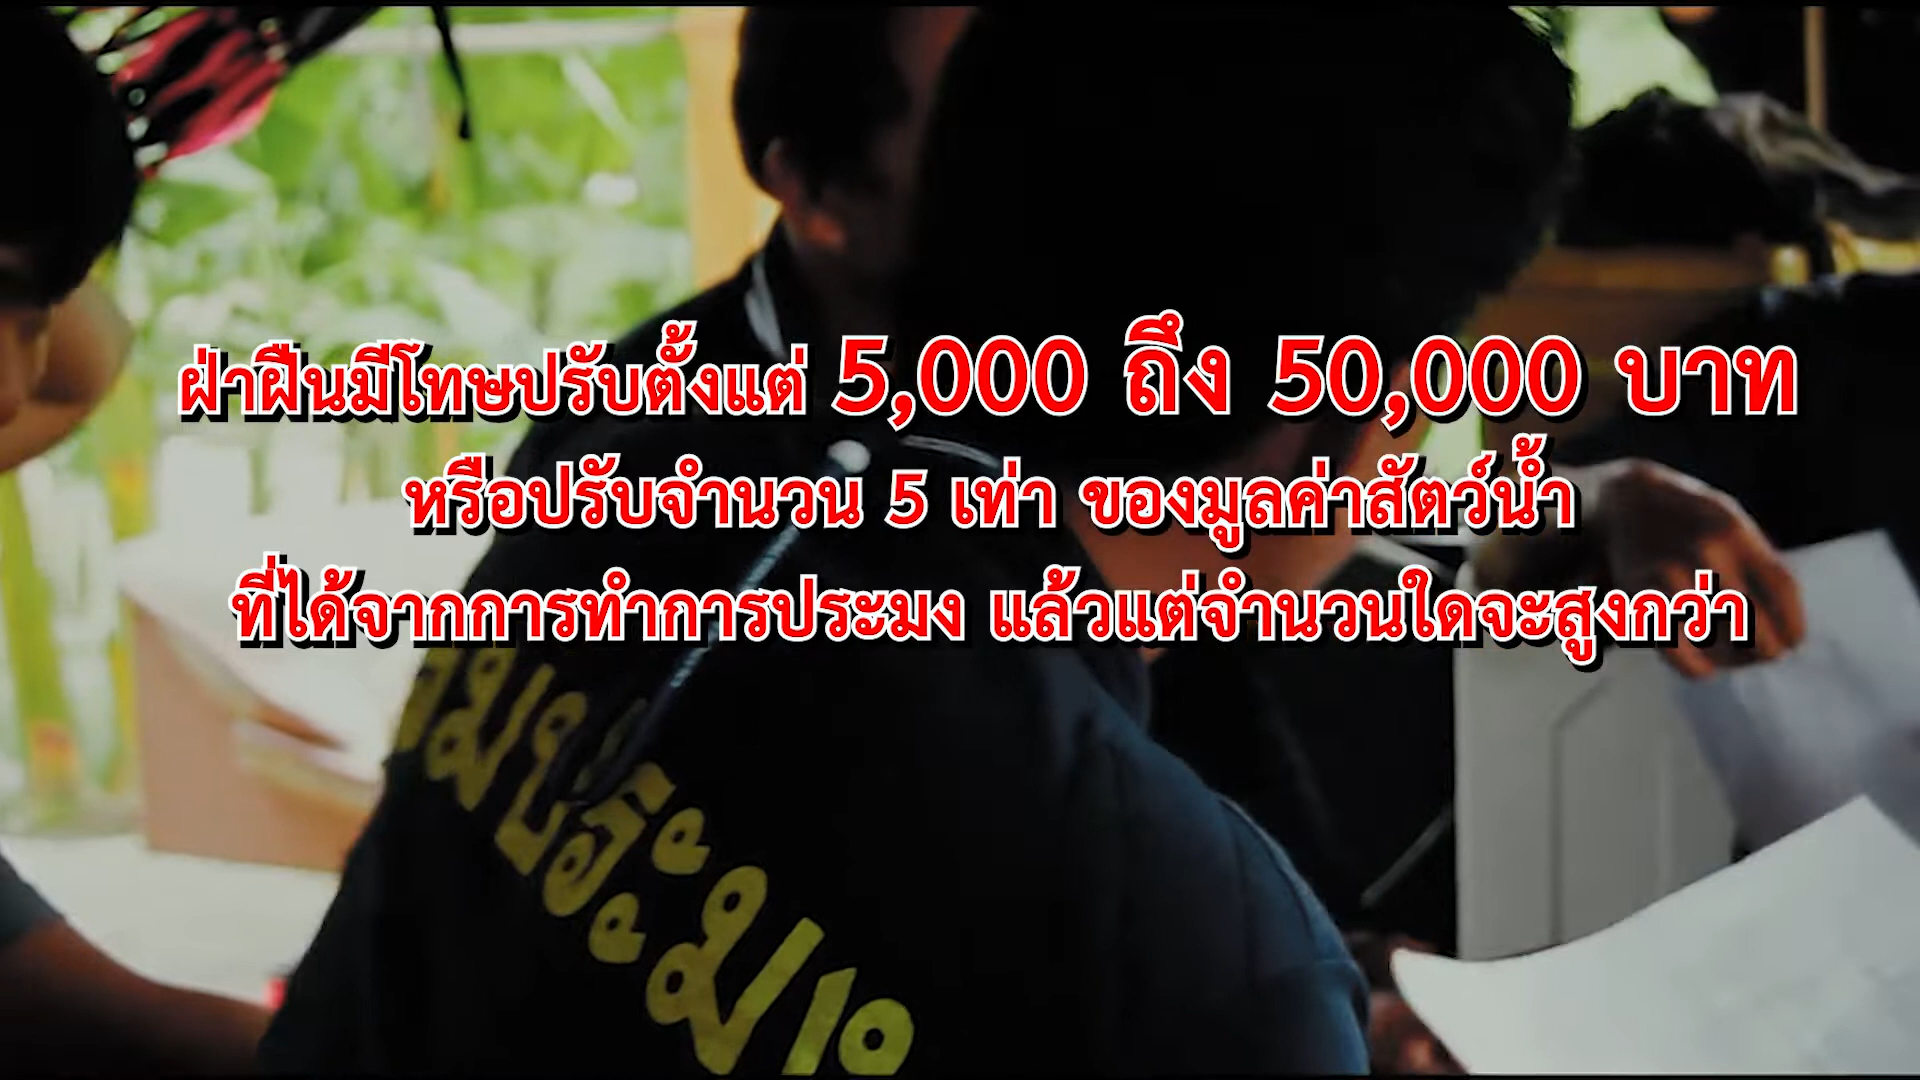 ฝ่าฝืนมีโทษปรับตั้งแต่ 5,000 ถึง 50,000 บาท
หรือปรับจำนวน 5 เท่า ของมูลค่าสัตว์น้ำ
ที่ได้จากการทำการประมง แล้วแต่จำนวนใดจะสูงกว่า